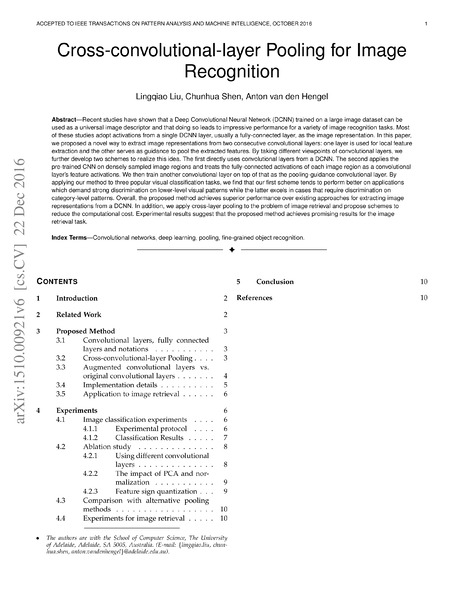 ACCEPTED TO IEEE TRANSACTIONS ON PATTERN ANALYSIS AND MACHINE INTELLIGENCE, OCTOBER 2016 1
Cross-convolutional-layer Pooling for Image
Recognition
Lingqiao Liu, Chunhua Shen, Anton van den Hengel
Abstract—Recent studies have shown that a Deep Convolutional Neural Network (DCNN) trained on a large image dataset can be
used as a universal image descriptor and that doing so leads to impressive performance for a variety of image recognition tasks. Most
of these studies adopt activations from a single DCNN layer, usually a fully-connected layer, as the image representation. In this paper,
we proposed a novel way to extract image representations from two consecutive convolutional layers: one layer is used for local feature
extraction and the other serves as guidance to pool the extracted features. By taking different viewpoints of convolutional layers, we
further develop two schemes to realize this idea. The first directly uses convolutional layers from a DCNN. The second applies the
pre trained CNN on densely sampled image regions and treats the fully connected activations of each image region as a convolutional
layer's feature activations. We then train another convolutional layer on top of that as the pooling-guidance convolutional layer. By
applying our method to three popular visual classification tasks, we find that our first scheme tends to perform better on applications
which demand strong discrimination on lower-level visual patterns while the latter excels in cases that require discrimination on
category-level patterns. Overall, the proposed method achieves superior performance over existing approaches for extracting image
representations from a DCNN. In addition, we apply cross-layer pooling to the problem of image retrieval and propose schemes to
reduce the computational cost. Experimental results suggest that the proposed method achieves promising results for the image
retrieval task.
Index Terms—Convolutional networks, deep learning, pooling, fine-grained object recognition.
arXiv:1510.00921v6 [cs.CV] 22 Dec 2016
CONTENTS
1 Introduction 2
2 Related Work 2
3 Proposed Method 3
3.1 Convolutional layers, fully connected
layers and notations . . . . . . . . . . . 3
3.2 Cross-convolutional-layer Pooling . . . . 3
3.3 Augmented convolutional layers vs.
original convolutional layers . . . . . . . 4
3.4 Implementation details . . . . . . . . . . 5
3.5 Application to image retrieval . . . . . . 6
4 Experiments 6
4.1 Image classification experiments . . . . 6
4.1.1 Experimental protocol . . . . 6
4.1.2 Classification Results . . . . . 7
4.2 Ablation study . . . . . . . . . . . . . . 8
4.2.1 Using different convolutional
layers . . . . . . . . . . . . . . 8
4.2.2 The impact of PCA and nor-
malization . . . . . . . . . . . 9
4.2.3 Feature sign quantization . . . 9
4.3 Comparison with alternative pooling
methods . . . . . . . . . . . . . . . . . . 10
4.4 Experiments for image retrieval . . . . . 10
5 Conclusion 10
References 10
• The authors are with the School of Computer Science, The University
of Adelaide, Adelaide, SA 5005, Australia. (E-mail: {lingqiao.liu, chun-
hua.shen, anton.vandenhengel}@adelaide.edu.au).